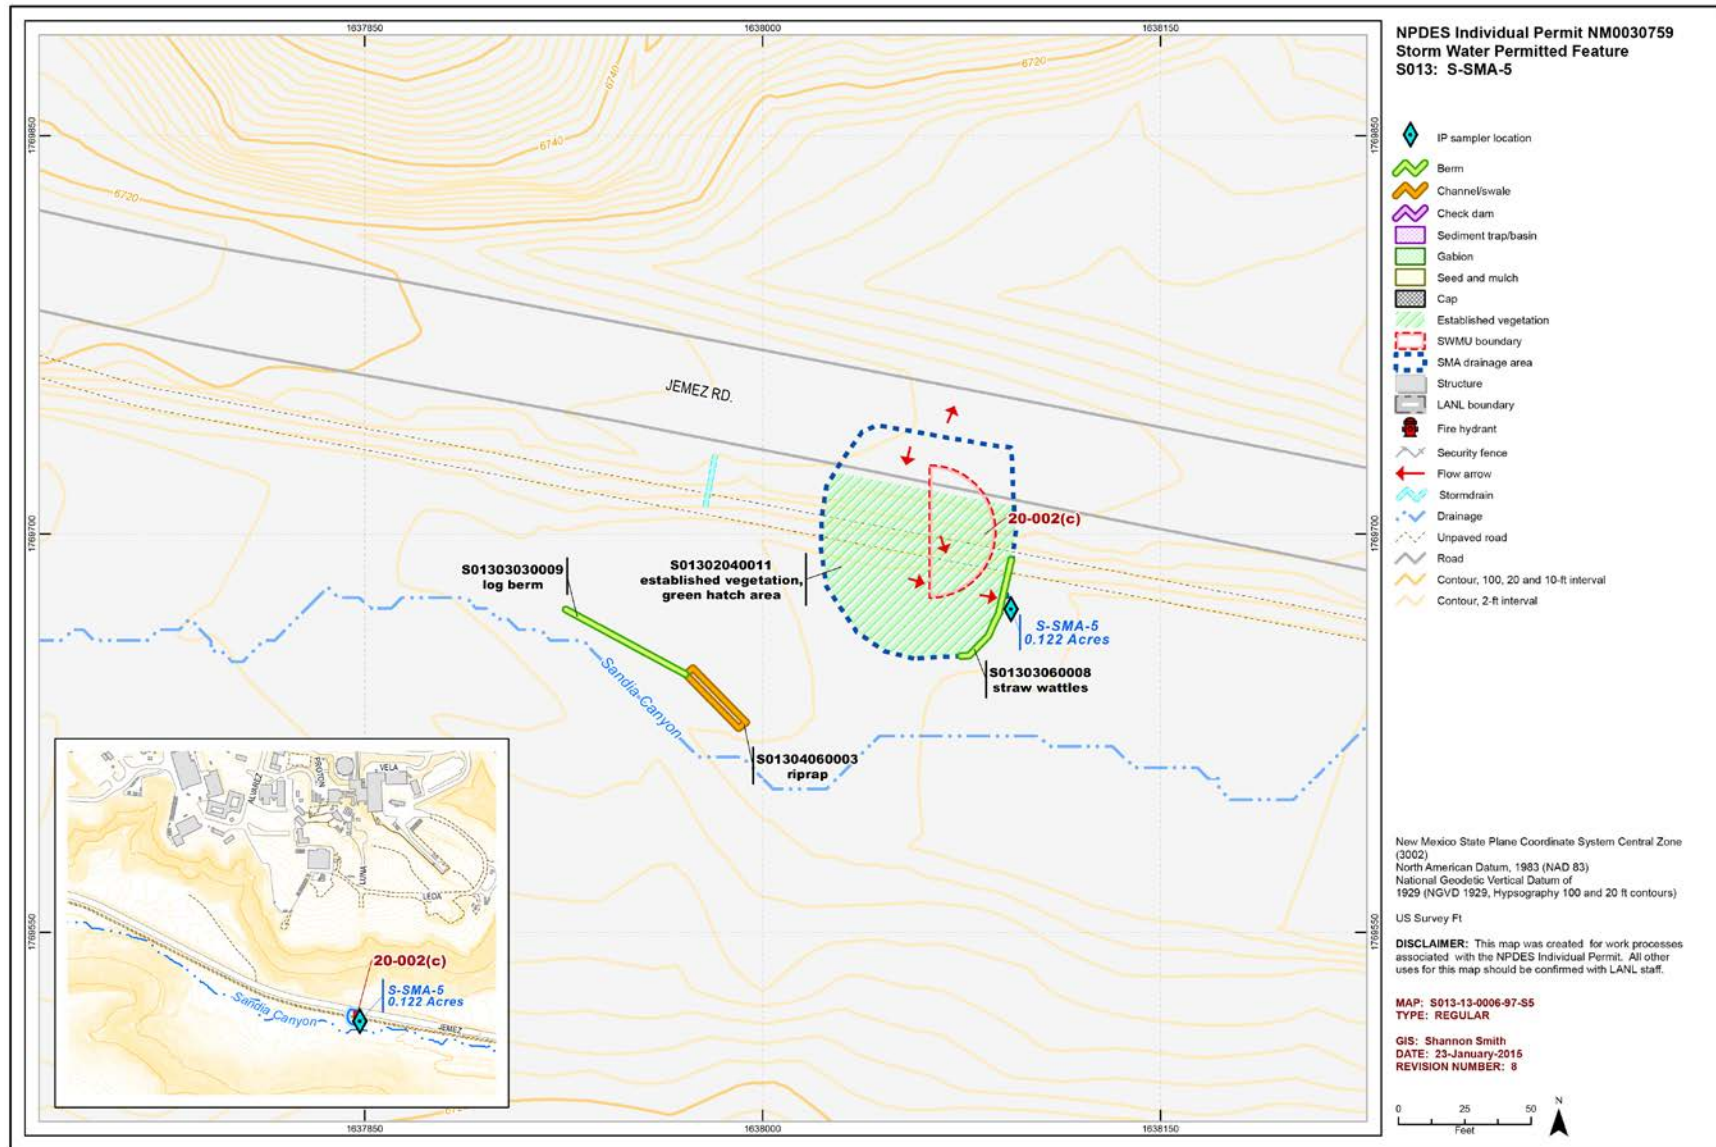 1637850
1638000
1638150
1769850
1769850
6740
6720
6740
6720
JEMEZ RD.
20-002(c)
1769700
1769700
S01303030009
log berm
S01302040011
established vegetation,
green hatch area
S-SMA-5
0.122 Acres
Sandia Canyon
S01303060008
straw wattles
S01304060003
riprap
ALVAREZ
PROTON
VELA
LUNA
LEDA
20-002(c)
S-SMA-5
0.122 Acres
Sandia Canyon
JEMEZ
1769550
1769550
1637850
1638000
1638150
NPDES Individual Permit NM0030759
Storm Water Permitted Feature
S013: S-SMA-5
IP sampler location
Berm
Channel/swale
Check dam
Sediment trap/basin
Gabion
Seed and mulch
Cap
Established vegetation
SWMU boundary
SMA drainage area
Structure
LANL boundary
Fire hydrant
Security fence
Flow arrow
Stormdrain
Drainage
Unpaved road
Road
Contour, 100, 20 and 10-ft interval
Contour, 2-ft interval
New Mexico State Plane Coordinate System Central Zone
(3002)
North American Datum, 1983 (NAD 83)
National Geodetic Vertical Datum of
1929 (NGVD 1929, Hypsography 100 and 20 ft contours)
US Survey Ft
DISCLAIMER: This map was created for work processes
associated with the NPDES Individual Permit. All other
uses for this map should be confirmed with LANL staff.
MAP: S013-13-0006-97-S5
TYPE: REGULAR
GIS: Shannon Smith
DATE: 23-January-2015
REVISION NUMBER: 8
0 25 50
Feet
N